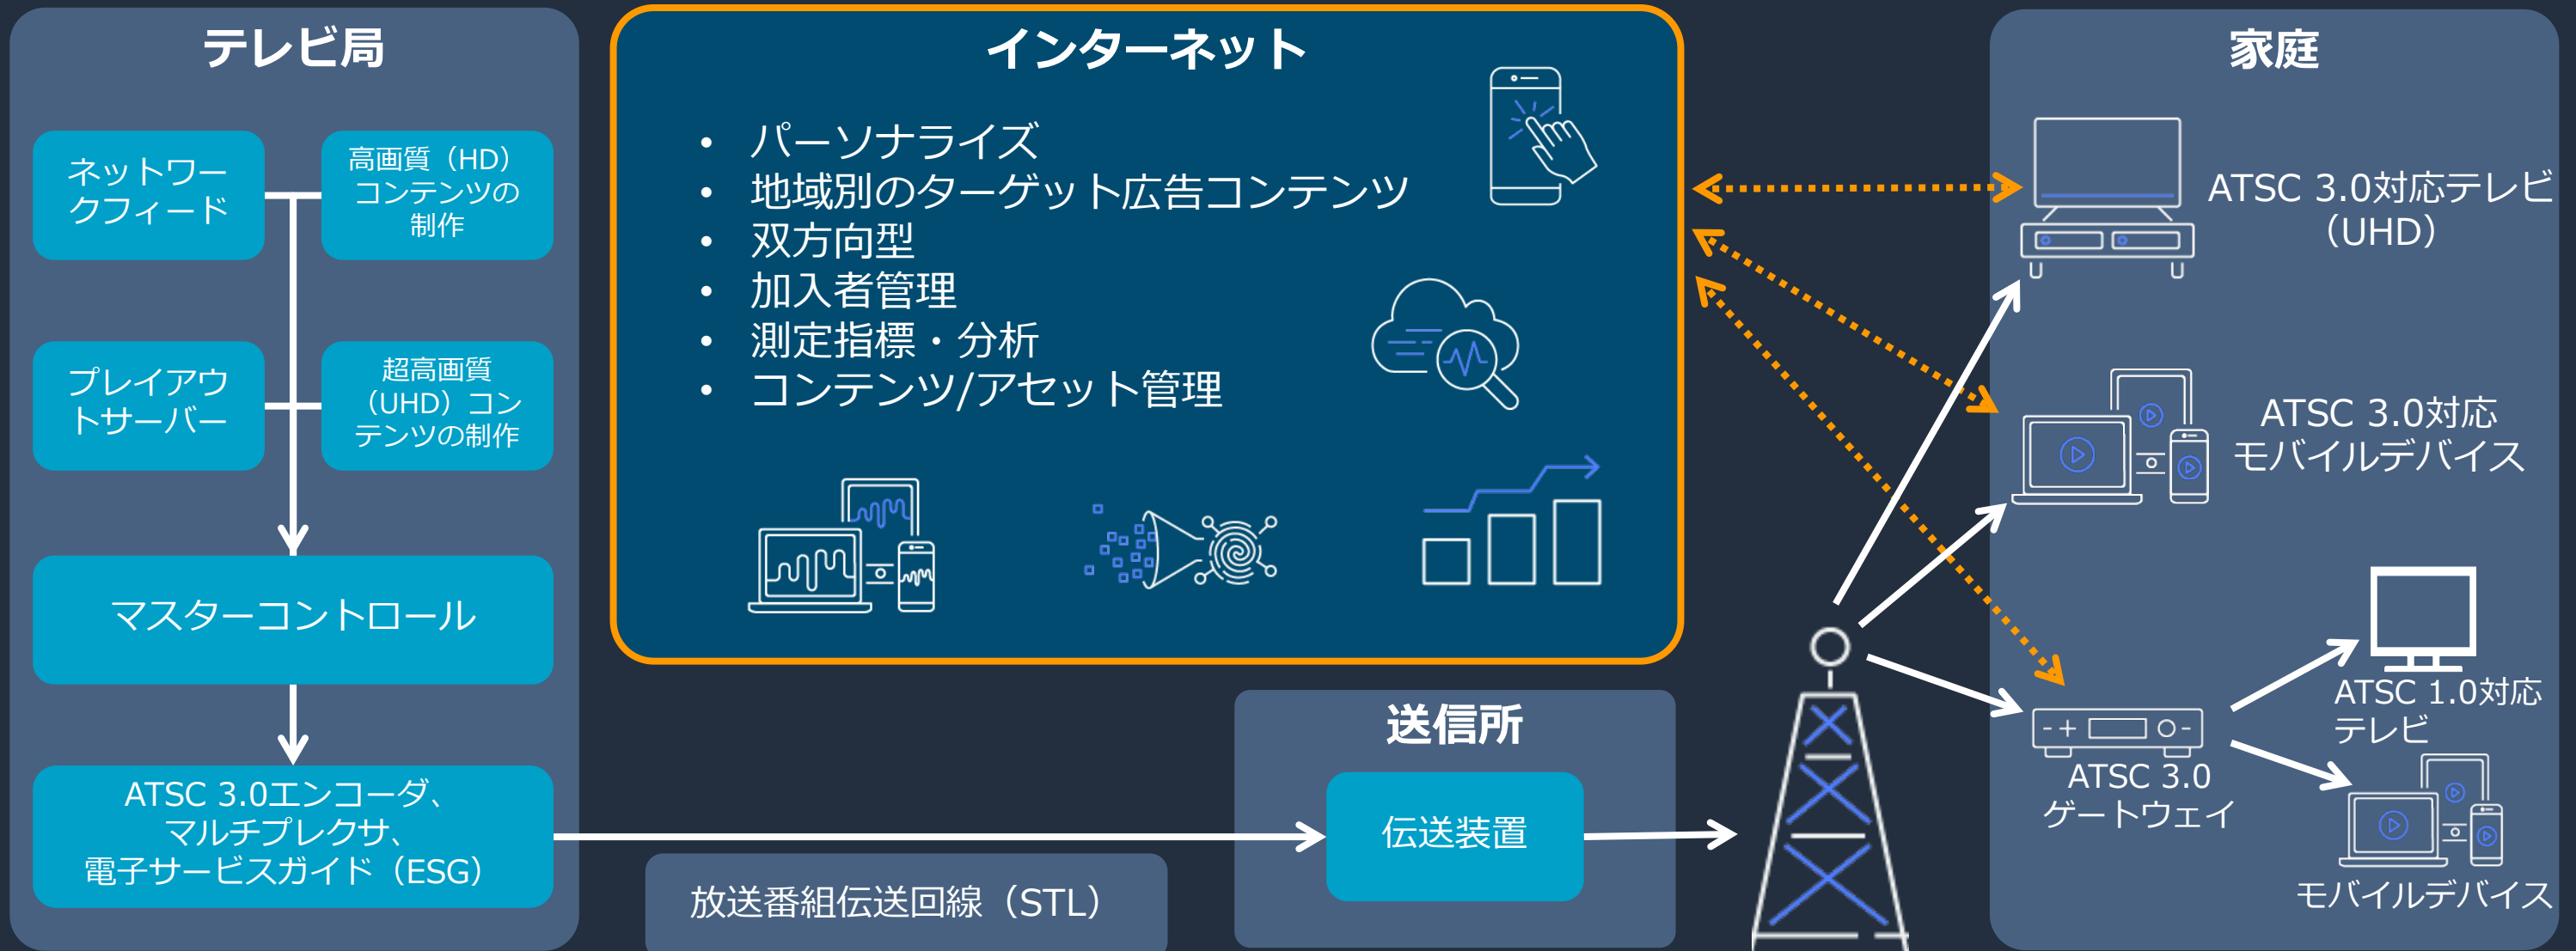 テレビ局
ネットワー
クフィード
高画質（HD）
コンテンツの
制作
プレイアウ
トサーバー
超高画質
（UHD）コン
テンツの制作
マスターコントロール
ATSC 3.0エンコーダ、
マルチプレクサ、
電子サービスガイド（ESG）
インターネット
• パーソナライズ
• 地域別のターゲット広告コンテンツ
• 双方向型
• 加入者管理
• 測定指標・分析
• コンテンツ/アセット管理
放送番組伝送回線（STL）
送信所
伝送装置
家庭
ATSC 3.0対応テレビ
（UHD）
ATSC 3.0対応
モバイルデバイス
ATSC 3.0
ゲートウェイ
ATSC 1.0対応
テレビ
モバイルデバイス